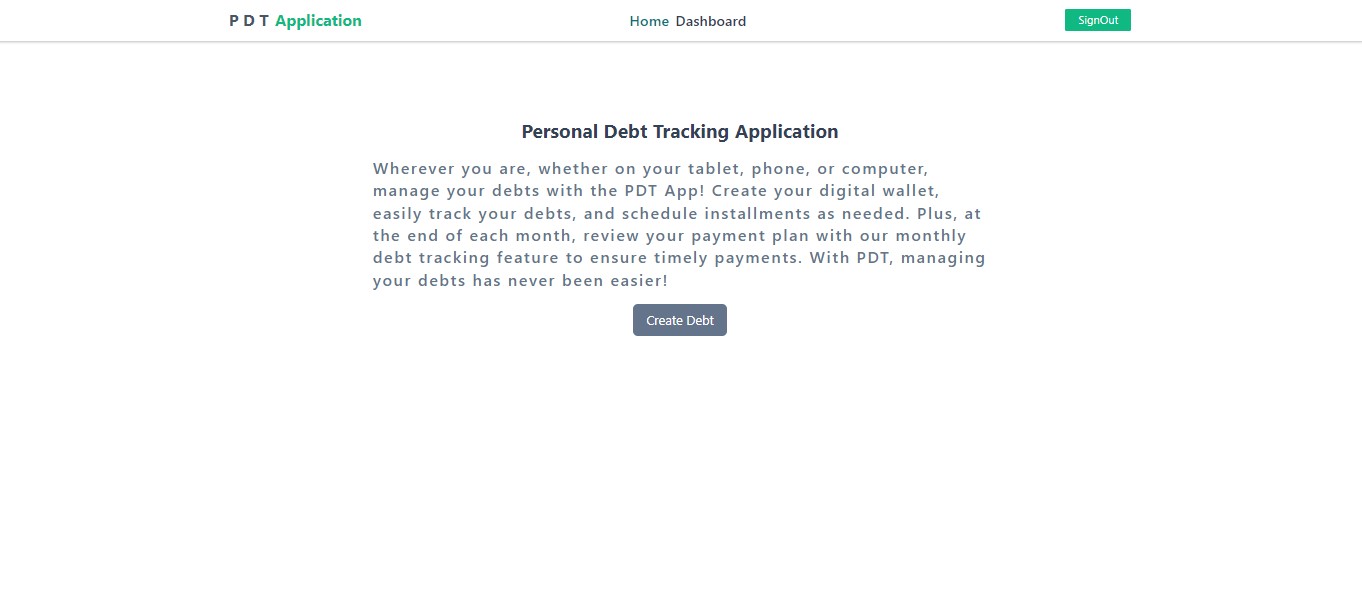 P D T Application
Home Dashboard
SignOut
Personal Debt Tracking Application
Wherever you are, whether on your tablet, phone, or computer,
manage your debts with the PDT App! Create your digital wallet,
easily track your debts, and schedule installments as needed. Plus, at
the end of each month, review your payment plan with our monthly
debt tracking feature to ensure timely payments. With PDT, managing
your debts has never been easier!
Create Debt